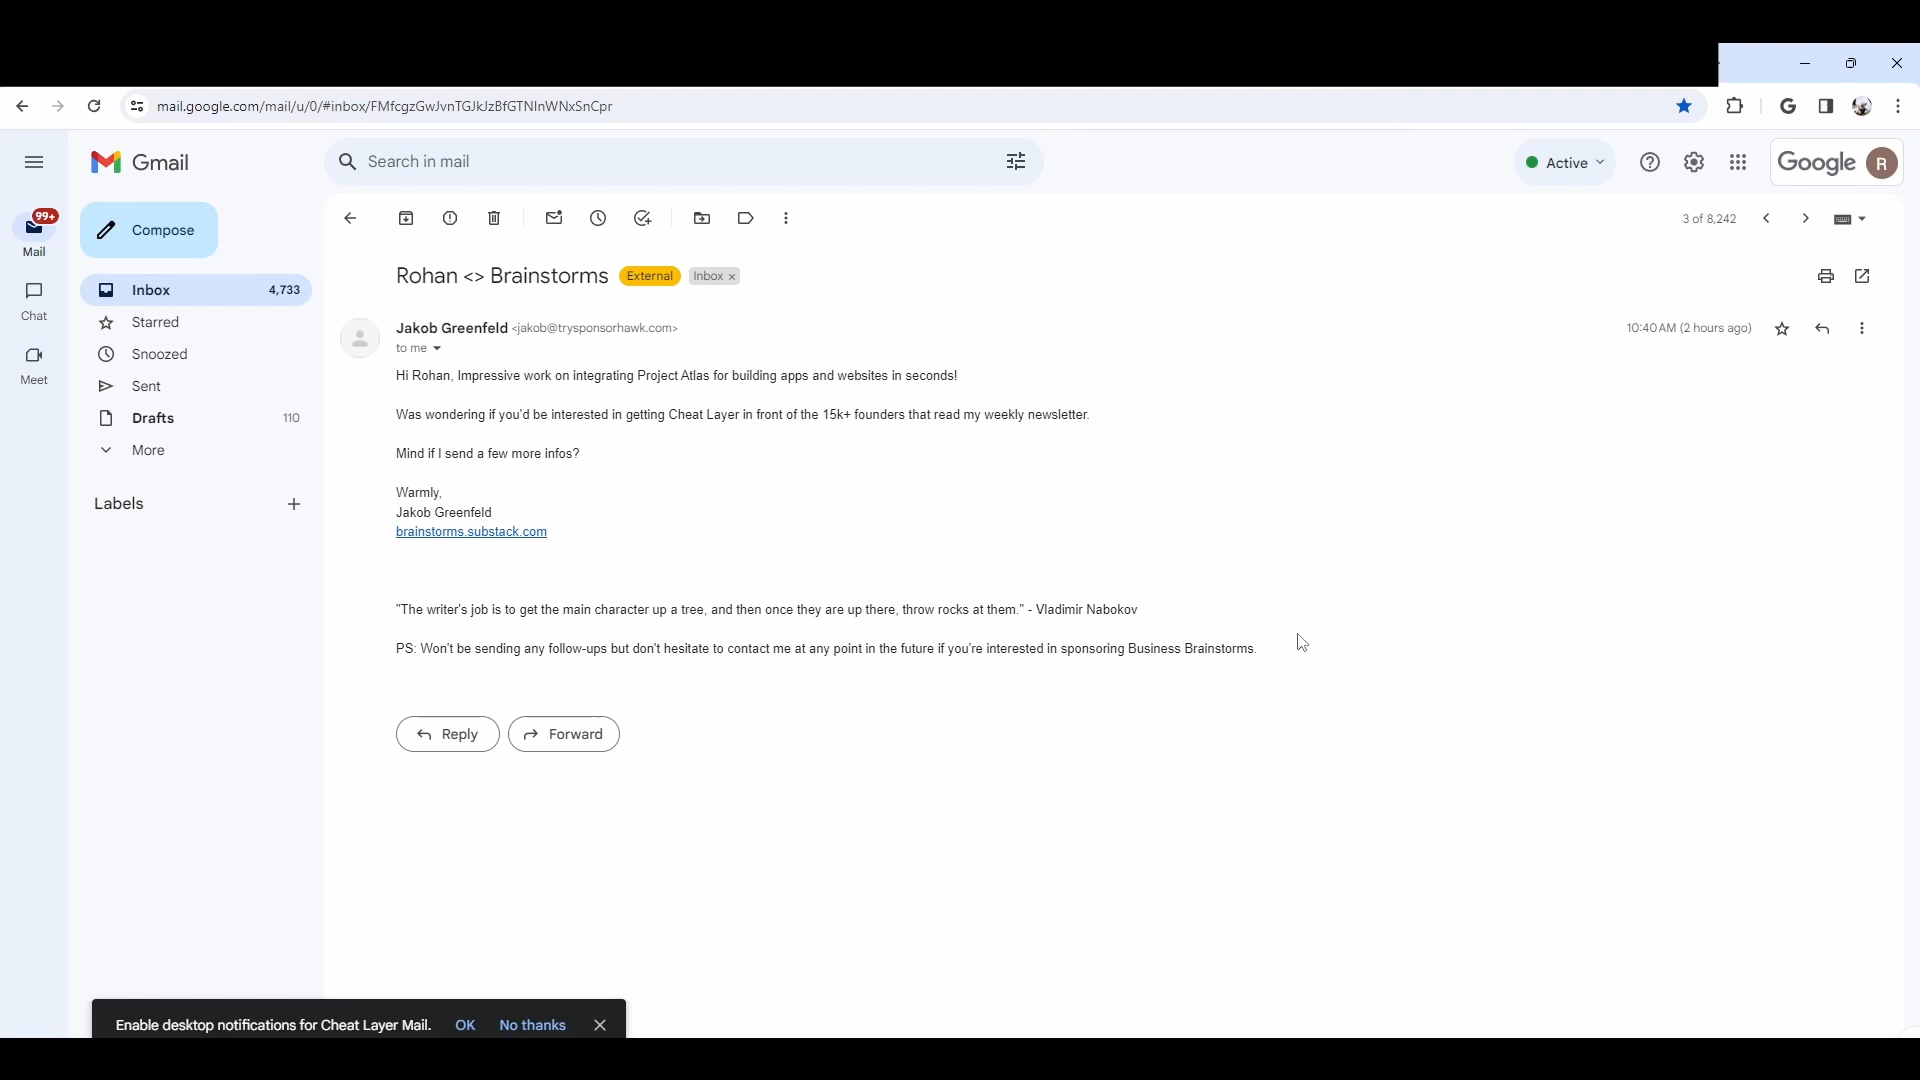 mail.google.com/mail/u/0/#inbox/FMfcgzGwJvnTGJkJzBfGTNlnWNxSnCpr
Gmail
Search in mail
Active
Google
R
99+
Mail
Compose
3 of 8,242
Rohan <> Brainstorms External Inbox ×
Inbox 4,733
Chat
Starred
Jakob Greenfeld <jakob@trysponsorhawk.com>
10:40 AM (2 hours ago)
to me
Snoozed
Meet
Hi Rohan, Impressive work on integrating Project Atlas for building apps and websites in seconds!
Sent
Was wondering if you'd be interested in getting Cheat Layer in front of the 15k+ founders that read my weekly newsletter.
Drafts 110
More
Mind if I send a few more infos?
Labels
Warmly,
Jakob Greenfeld
brainstorms.substack.com
"The writer's job is to get the main character up a tree, and then once they are up there, throw rocks at them." - Vladimir Nabokov
PS: Won't be sending any follow-ups but don't hesitate to contact me at any point in the future if you're interested in sponsoring Business Brainstorms.
Reply
Forward
Enable desktop notifications for Cheat Layer Mail. OK No thanks